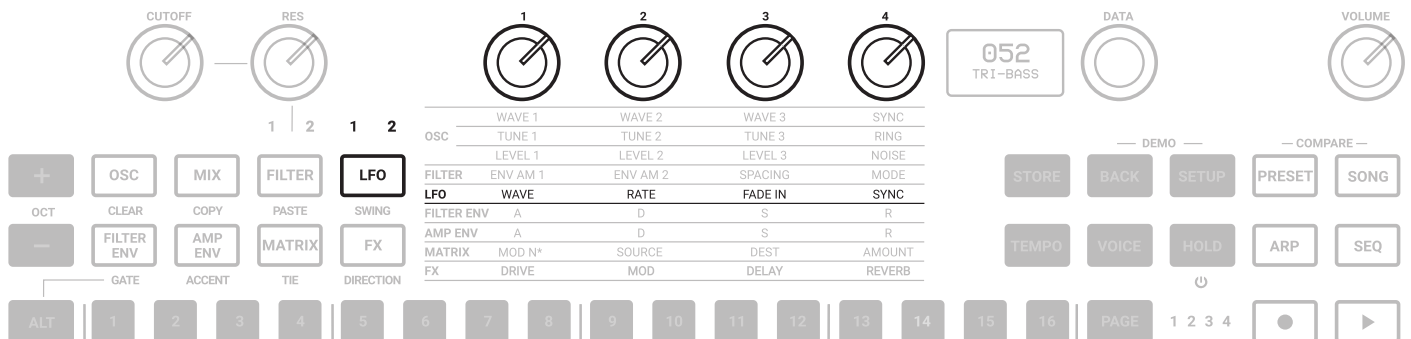 CUTOFF RES 1 2 3 4 DATA VOLUME
052
TRI-BASS
1 2 1 2
OSC WAVE 1 WAVE 2 WAVE 3 SYNC
TUNE 1 TUNE 2 TUNE 3 RING
LEVEL 1 LEVEL 2 LEVEL 3 NOISE
FILTER ENV AM 1 ENV AM 2 SPACING MODE
LFO WAVE RATE FADE IN SYNC
FILTER ENV A D S R
AMP ENV A D S R
MATRIX MOD N* SOURCE DEST AMOUNT
FX DRIVE MOD DELAY REVERB
DEMO COMPARE
+ OSC MIX FILTER LFO STORE BACK SETUP PRESET SONG
OCT CLEAR COPY PASTE SWING
− FILTER ENV AMP ENV MATRIX FX TEMPO VOICE HOLD ARP SEQ
GATE ACCENT TIE DIRECTION
ALT 1 2 3 4 5 6 7 8 9 10 11 12 13 14 15 16 PAGE 1 2 3 4